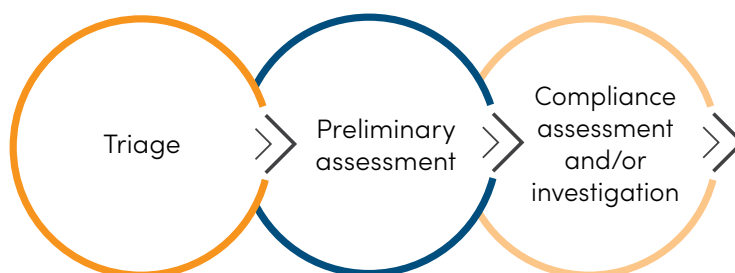 Triage
Preliminary
assessment
Compliance
assessment
and/or
investigation